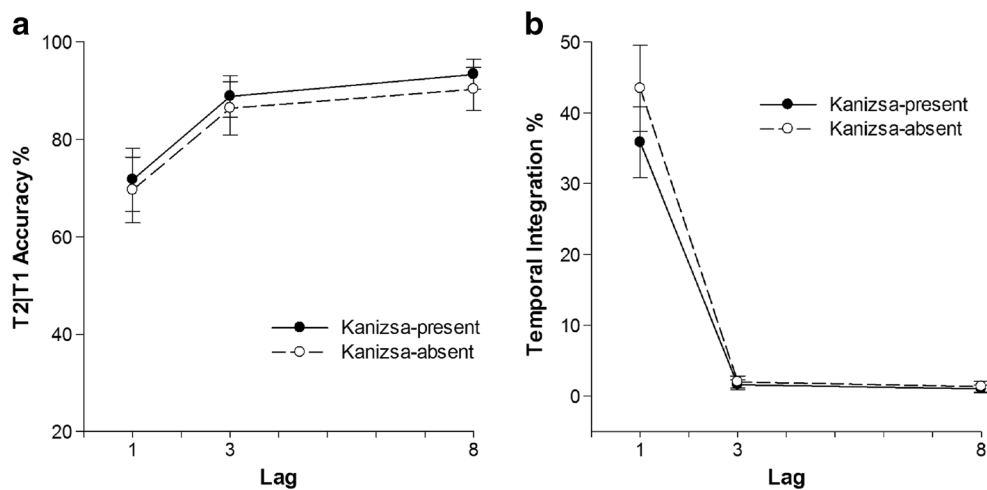 a
100
80
60
40
20
T2|T1 Accuracy %
Kanizsa-present
Kanizsa-absent
1 3 8
Lag
b
50
40
30
20
10
0
Temporal Integration %
Kanizsa-present
Kanizsa-absent
1 3 8
Lag